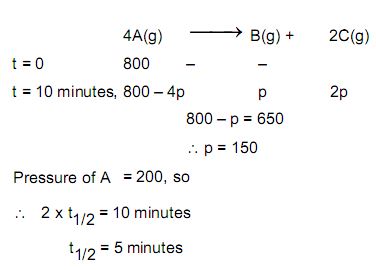 4A(g) ⟶ B(g) + 2C(g)
t = 0 800 – –
t = 10 minutes, 800 – 4p p 2p
800 – p = 650
∴ p = 150
Pressure of A = 200, so
∴ 2 x t1/2 = 10 minutes
t1/2 = 5 minutes